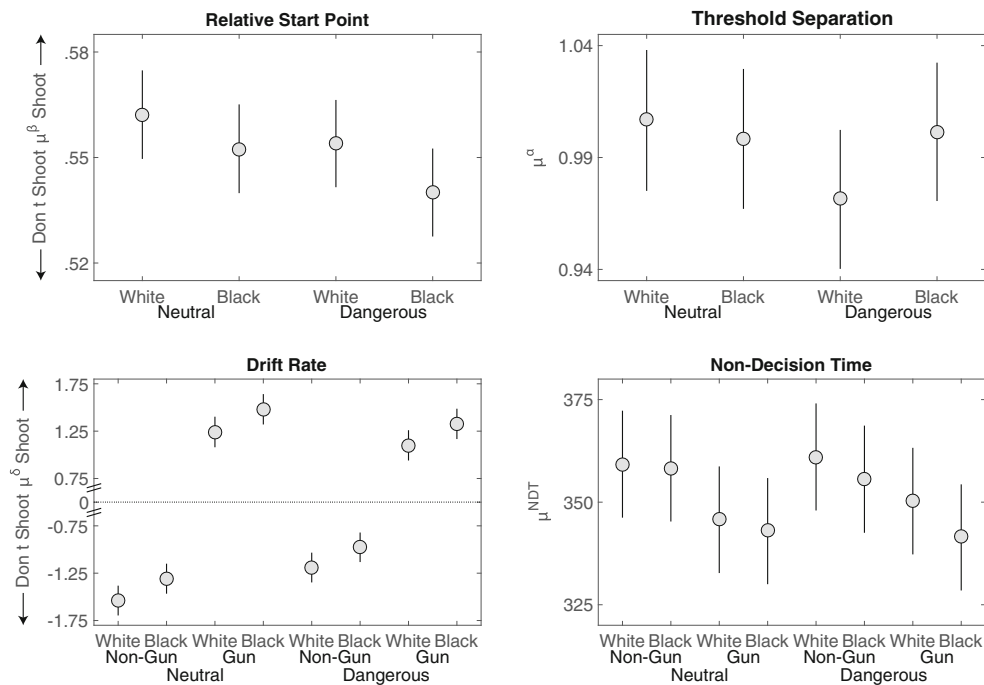 Relative Start Point
.58
.55
.52
Don t Shoot μ^β Shoot
White Black White Black
Neutral Dangerous
Threshold Separation
1.04
0.99
0.94
μ^α
White Black White Black
Neutral Dangerous
Drift Rate
1.75
1.25
0.75
0
-0.75
-1.25
-1.75
Don t Shoot μ^δ Shoot
White Black White Black White Black White Black
Non-Gun Gun Non-Gun Gun
Neutral Dangerous
Non-Decision Time
375
350
325
μ^NDT
White Black White Black White Black White Black
Non-Gun Gun Non-Gun Gun
Neutral Dangerous